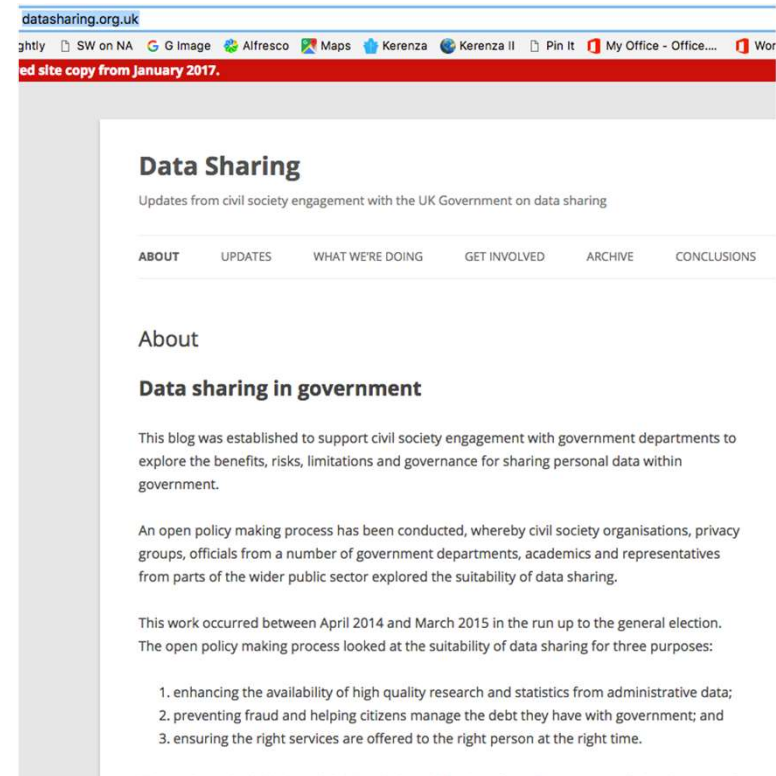 datasharing.org.uk
ghtly SW on NA G Image Alfresco Maps Kerenza Kerenza II Pin It My Office - Office.... Wor
ed site copy from January 2017.
Data Sharing
Updates from civil society engagement with the UK Government on data sharing
ABOUT UPDATES WHAT WE'RE DOING GET INVOLVED ARCHIVE CONCLUSIONS
About
Data sharing in government
This blog was established to support civil society engagement with government departments to
explore the benefits, risks, limitations and governance for sharing personal data within
government.
An open policy making process has been conducted, whereby civil society organisations, privacy
groups, officials from a number of government departments, academics and representatives
from parts of the wider public sector explored the suitability of data sharing.
This work occurred between April 2014 and March 2015 in the run up to the general election.
The open policy making process looked at the suitability of data sharing for three purposes:
1. enhancing the availability of high quality research and statistics from administrative data;
2. preventing fraud and helping citizens manage the debt they have with government; and
3. ensuring the right services are offered to the right person at the right time.